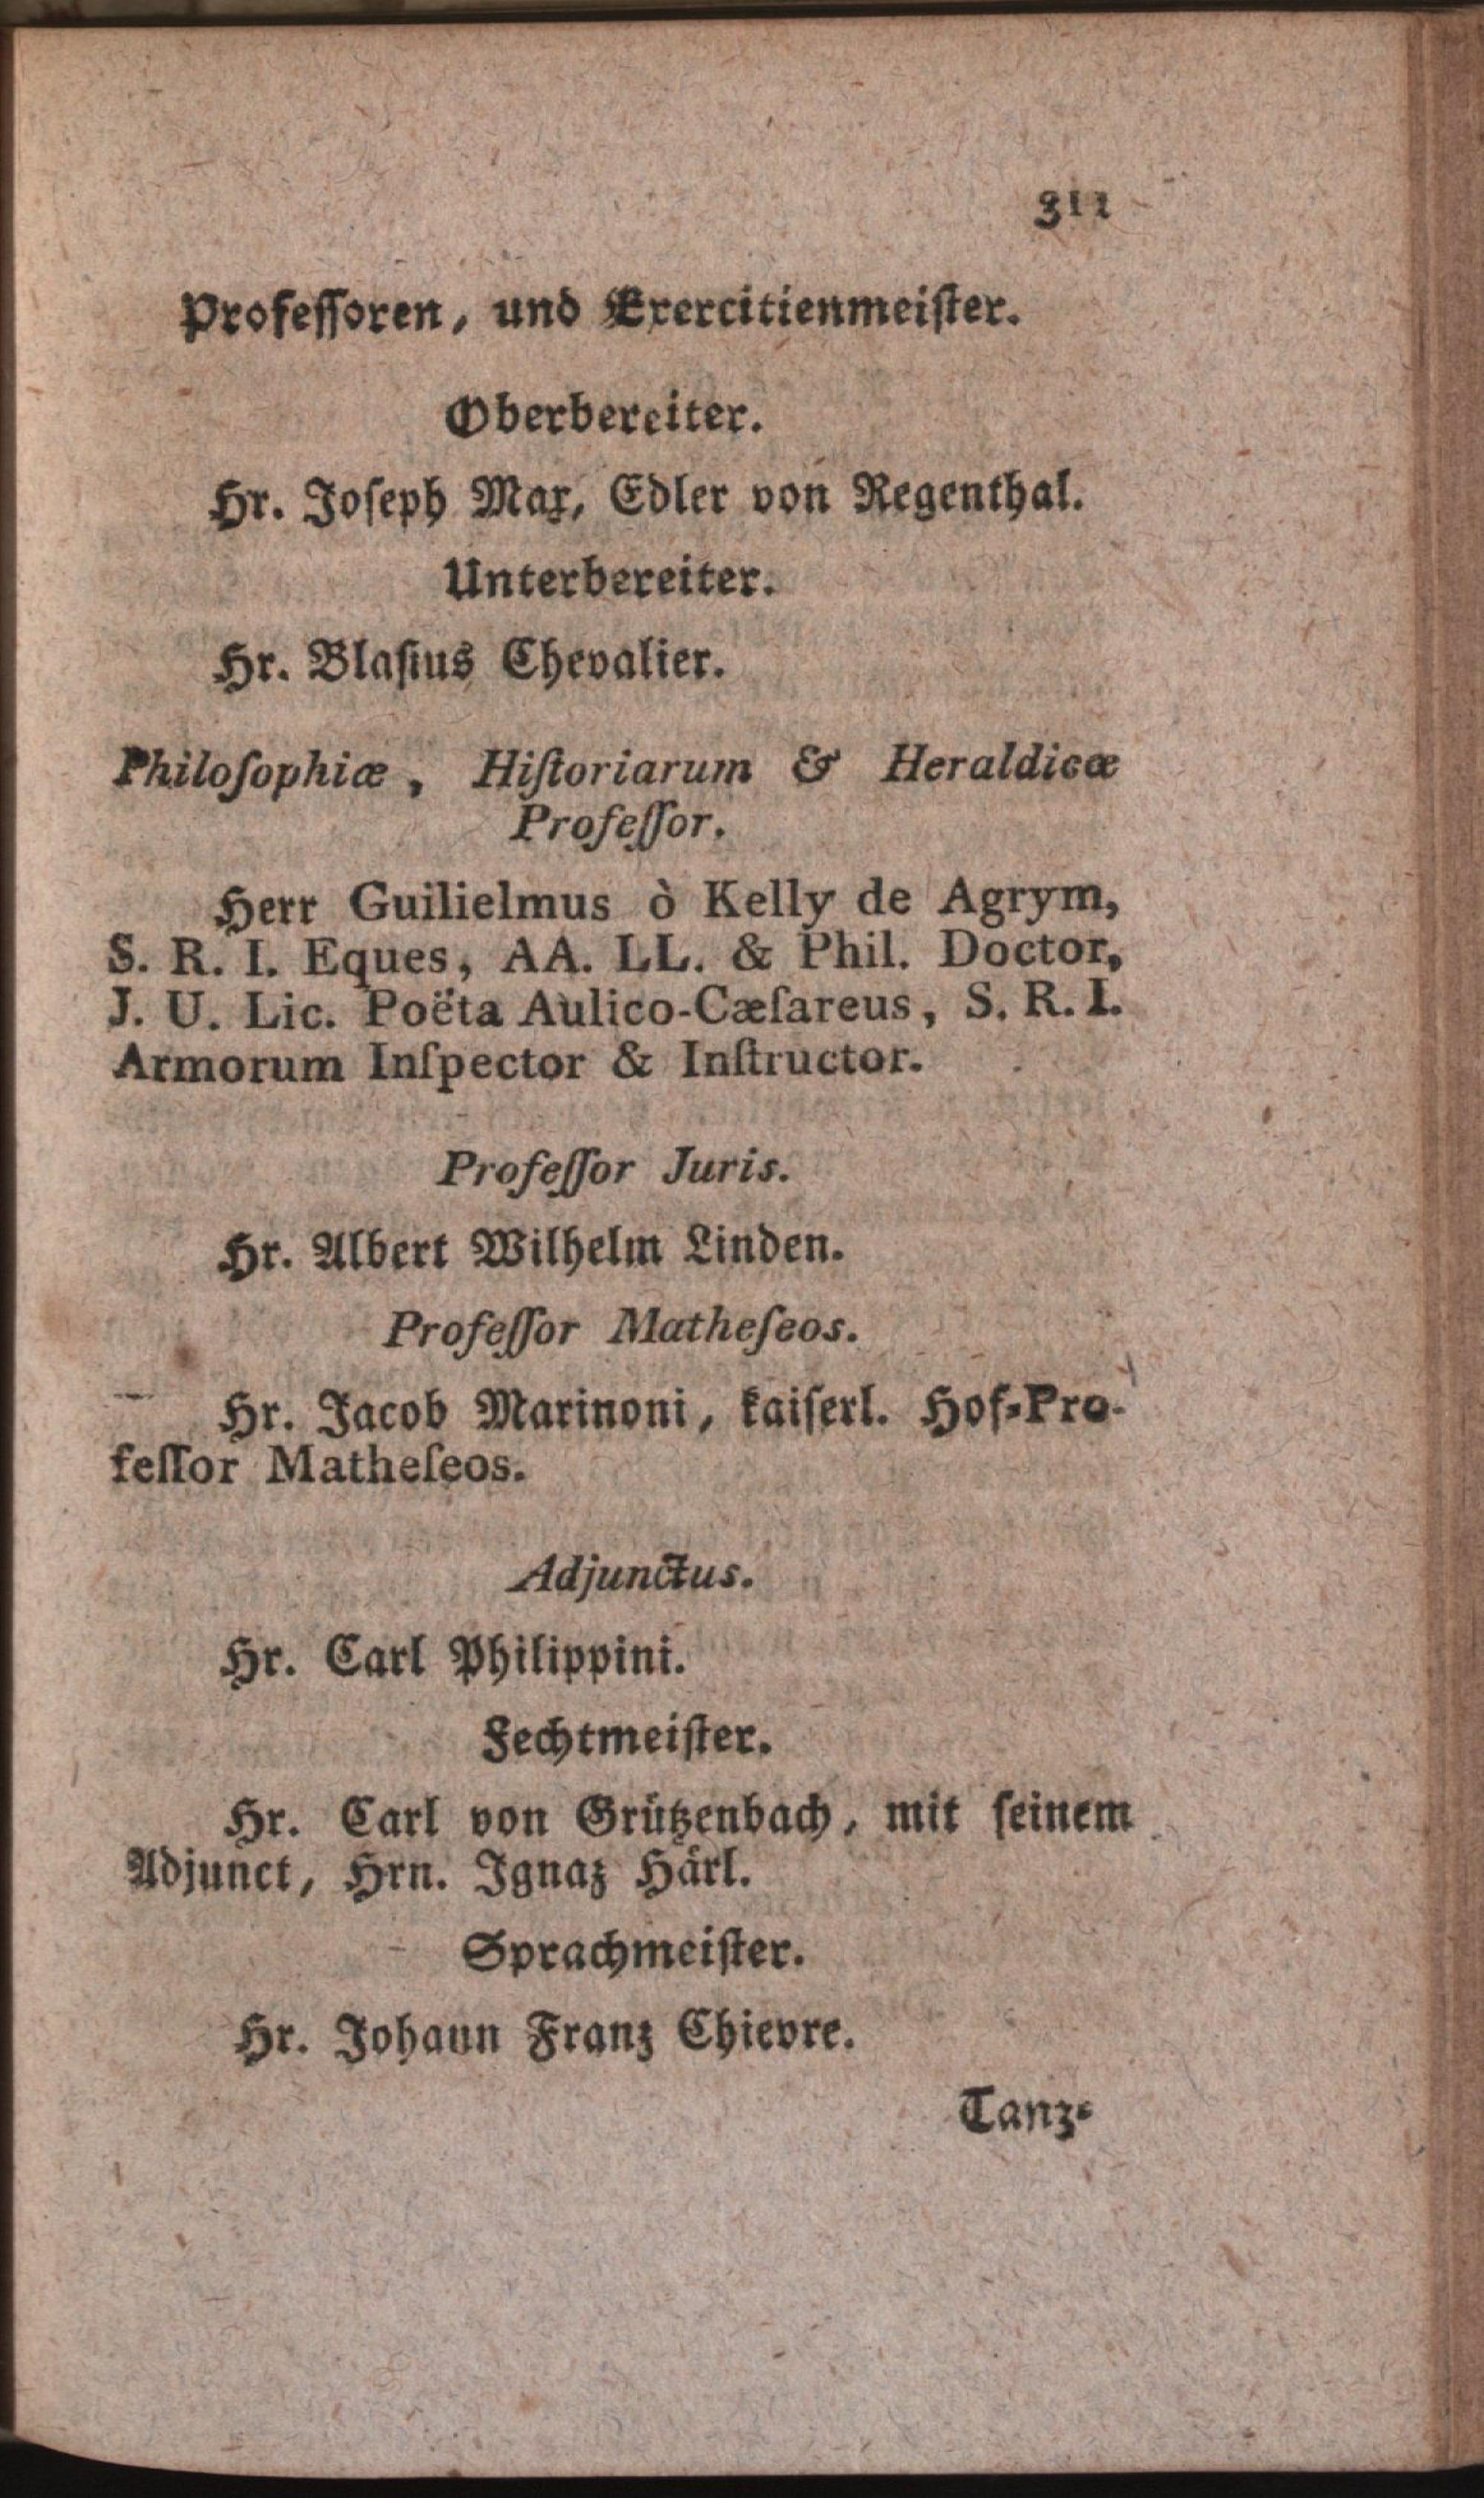 311
Professoren, und Exercitienmeister.
Oberbereiter.
Hr. Joseph Max, Edler von Regenthal.
Unterbereiter.
Hr. Blasius Chevalier.
Philoſophiæ, Hiſtoriarum & Heraldicæ
Profeſſor.
Herr Guilielmus ò Kelly de Agrym,
S. R. I. Eques, AA. LL. & Phil. Doctor,
J. U. Lic. Poëta Aulico-Cæſareus, S. R. I.
Armorum Inſpector & Inſtructor.
Profeſſor Juris.
Hr. Albert Wilhelm Linden.
Profeſſor Matheſeos.
Hr. Jacob Marinoni, kaiſerl. Hof-Pro-
feſſor Matheſeos.
Adjunctus.
Hr. Carl Philippini.
Fechtmeiſter.
Hr. Carl von Grützenbach, mit ſeinem
Adjunct, Hrn. Ignaz Härl.
Sprachmeiſter.
Hr. Johann Franz Chievre.
Tanz-